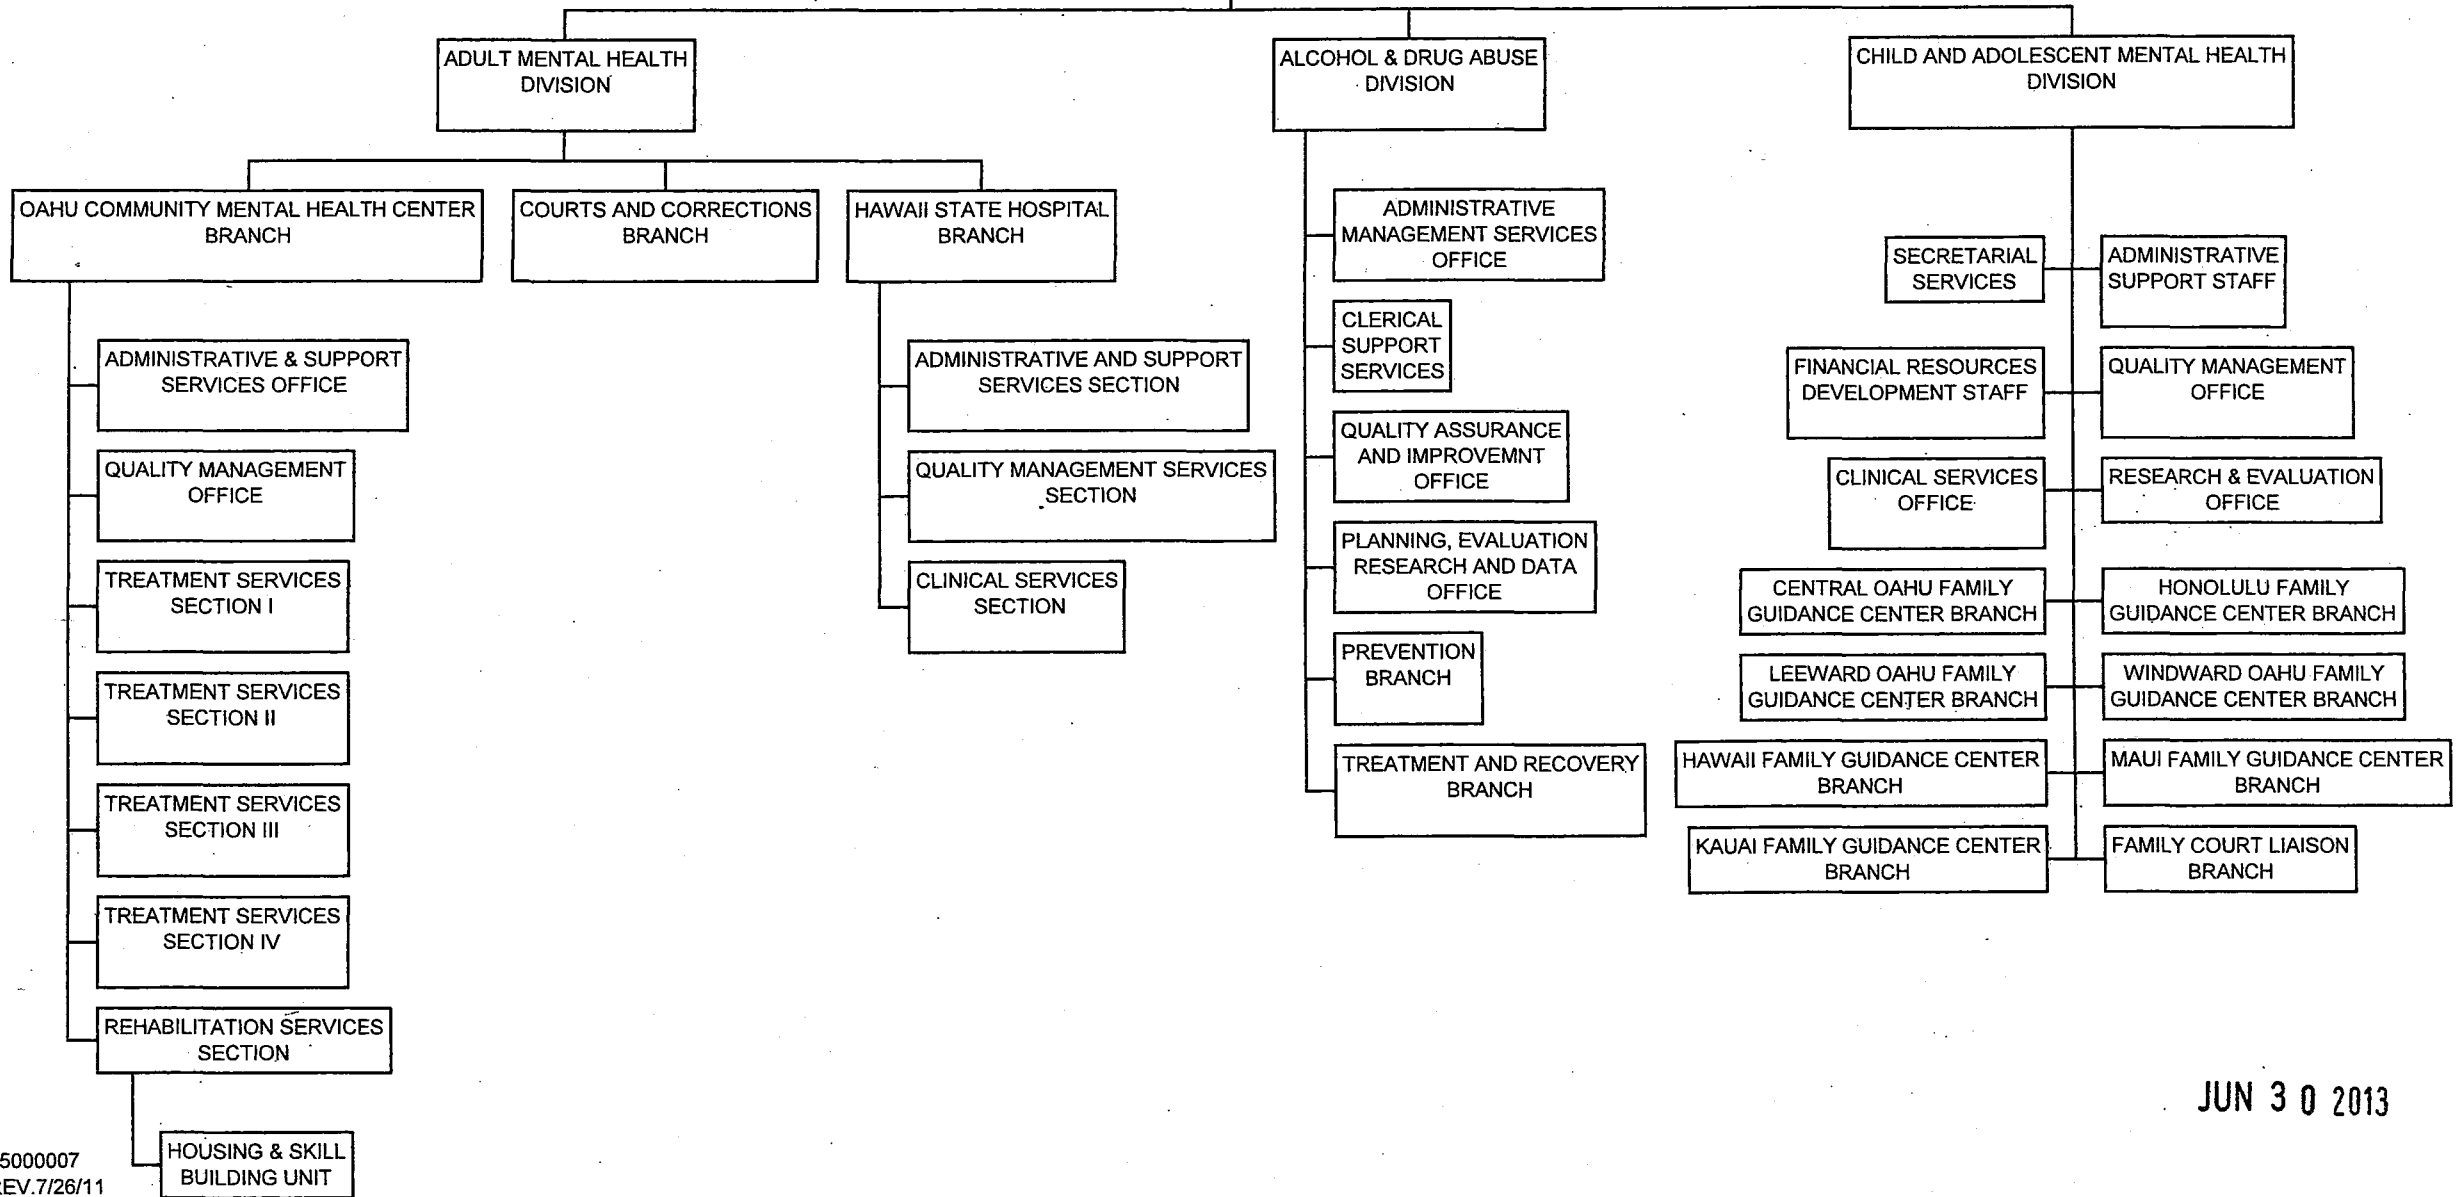 ADULT MENTAL HEALTH
DIVISION
ALCOHOL & DRUG ABUSE
DIVISION
CHILD AND ADOLESCENT MENTAL HEALTH
DIVISION
OAHU COMMUNITY MENTAL HEALTH CENTER
BRANCH
COURTS AND CORRECTIONS
BRANCH
HAWAII STATE HOSPITAL
BRANCH
ADMINISTRATIVE & SUPPORT
SERVICES OFFICE
QUALITY MANAGEMENT
OFFICE
TREATMENT SERVICES
SECTION I
TREATMENT SERVICES
SECTION II
TREATMENT SERVICES
SECTION III
TREATMENT SERVICES
SECTION IV
REHABILITATION SERVICES
SECTION
HOUSING & SKILL
BUILDING UNIT
ADMINISTRATIVE AND SUPPORT
SERVICES SECTION
QUALITY MANAGEMENT SERVICES
SECTION
CLINICAL SERVICES
SECTION
ADMINISTRATIVE
MANAGEMENT SERVICES
OFFICE
CLERICAL
SUPPORT
SERVICES
QUALITY ASSURANCE
AND IMPROVEMNT
OFFICE
PLANNING, EVALUATION
RESEARCH AND DATA
OFFICE
PREVENTION
BRANCH
TREATMENT AND RECOVERY
BRANCH
SECRETARIAL
SERVICES
ADMINISTRATIVE
SUPPORT STAFF
FINANCIAL RESOURCES
DEVELOPMENT STAFF
QUALITY MANAGEMENT
OFFICE
CLINICAL SERVICES
OFFICE
RESEARCH & EVALUATION
OFFICE
CENTRAL OAHU FAMILY
GUIDANCE CENTER BRANCH
HONOLULU FAMILY
GUIDANCE CENTER BRANCH
LEEWARD OAHU FAMILY
GUIDANCE CENTER BRANCH
WINDWARD OAHU FAMILY
GUIDANCE CENTER BRANCH
HAWAII FAMILY GUIDANCE CENTER
BRANCH
MAUI FAMILY GUIDANCE CENTER
BRANCH
KAUAI FAMILY GUIDANCE CENTER
BRANCH
FAMILY COURT LIAISON
BRANCH
JUN 30 2013
5000007
EV.7/26/11